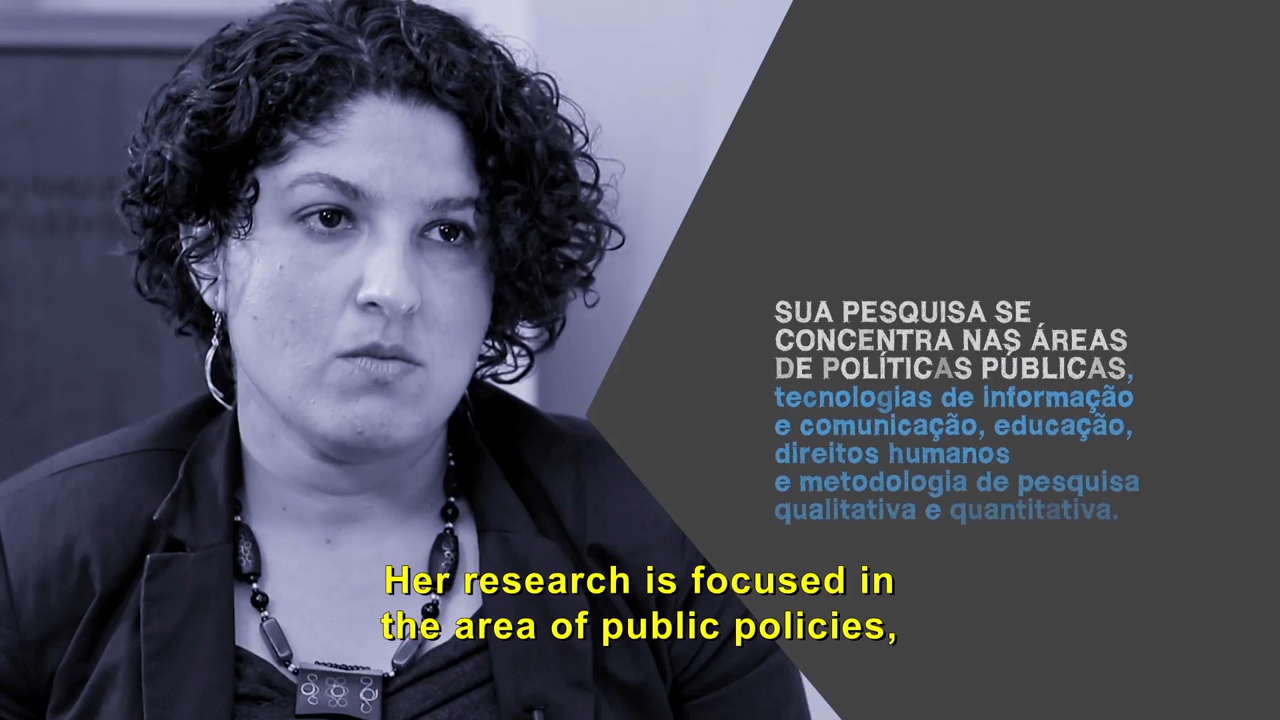 SUA PESQUISA SE
CONCENTRA NAS ÁREAS
DE POLÍTICAS PÚBLICAS,
tecnologias de informação
e comunicação, educação,
direitos humanos
e metodologia de pesquisa
qualitativa e quantitativa.
Her research is focused in
the area of public policies,